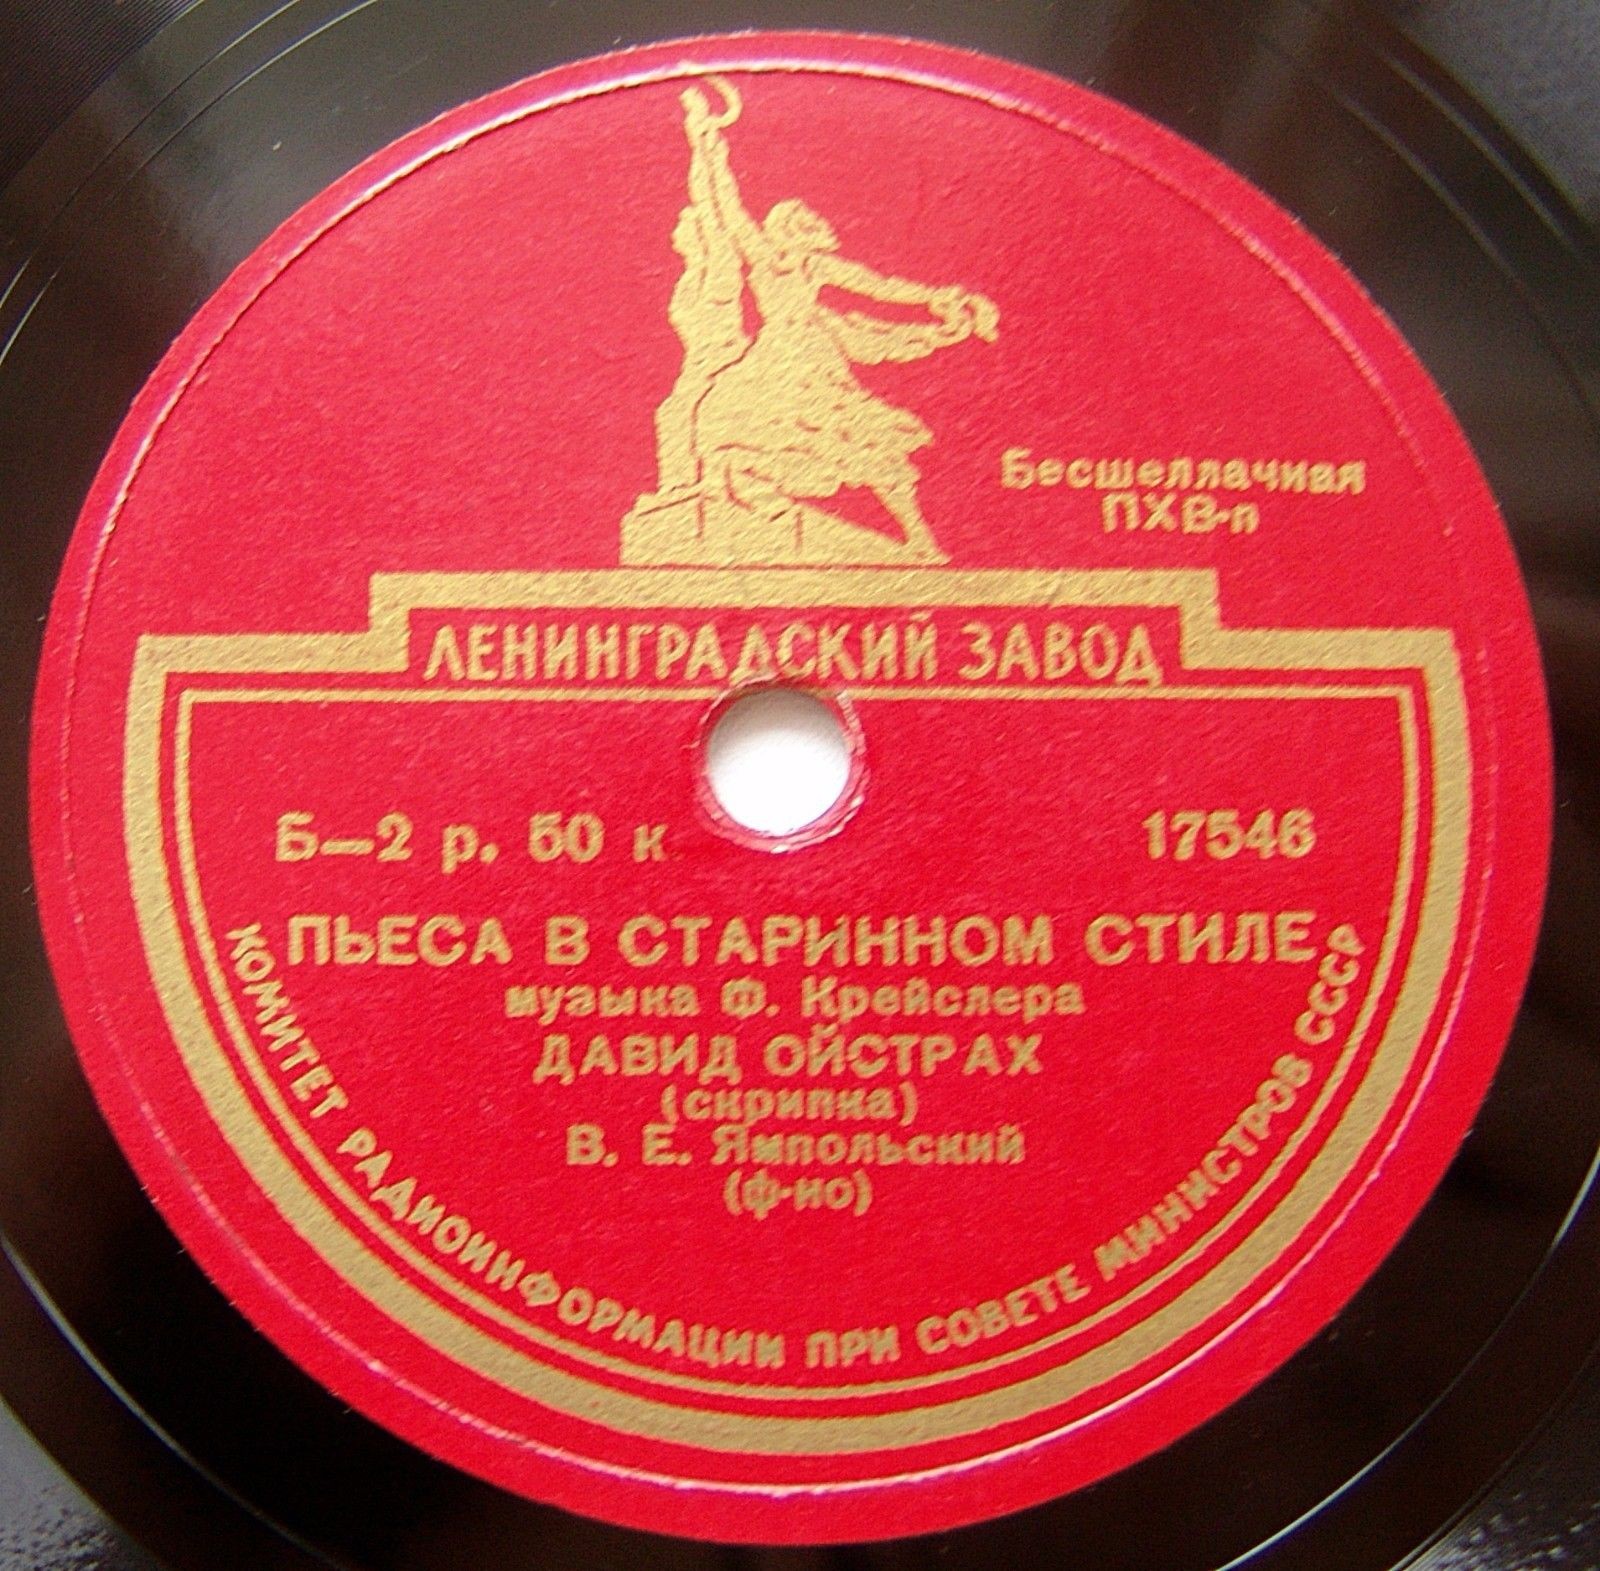 Бесшеллачная
ПХВ-п
ЛЕНИНГРАДСКИЙ ЗАВОД
Б—2 р. 50 к.
17546
ПЬЕСА В СТАРИННОМ СТИЛЕ
музыка Ф. Крейслера
ДАВИД ОЙСТРАХ
(скрипка)
В. Е. Ямпольский
(ф-но)
КОМИТЕТ РАДИОИНФОРМАЦИИ ПРИ СОВЕТЕ МИНИСТРОВ СССР